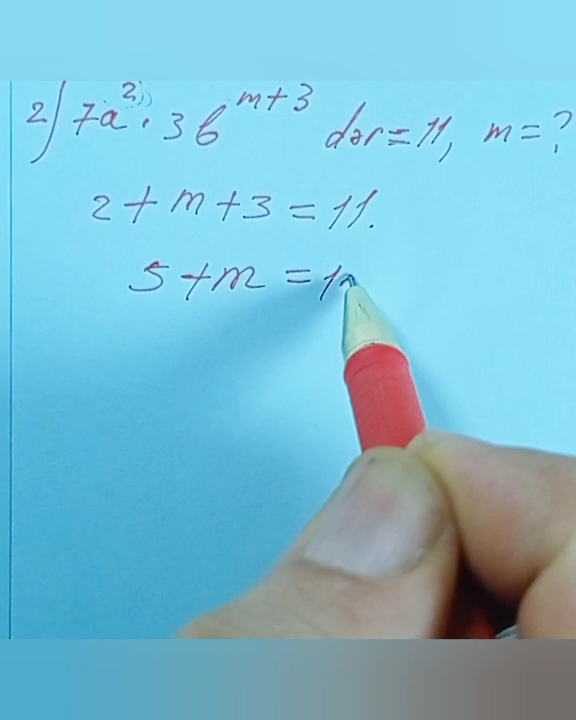 2) 7a²⁾⁾ · 3b^m+3 dər=11, m=?
2+m+3=11.
5+m=1